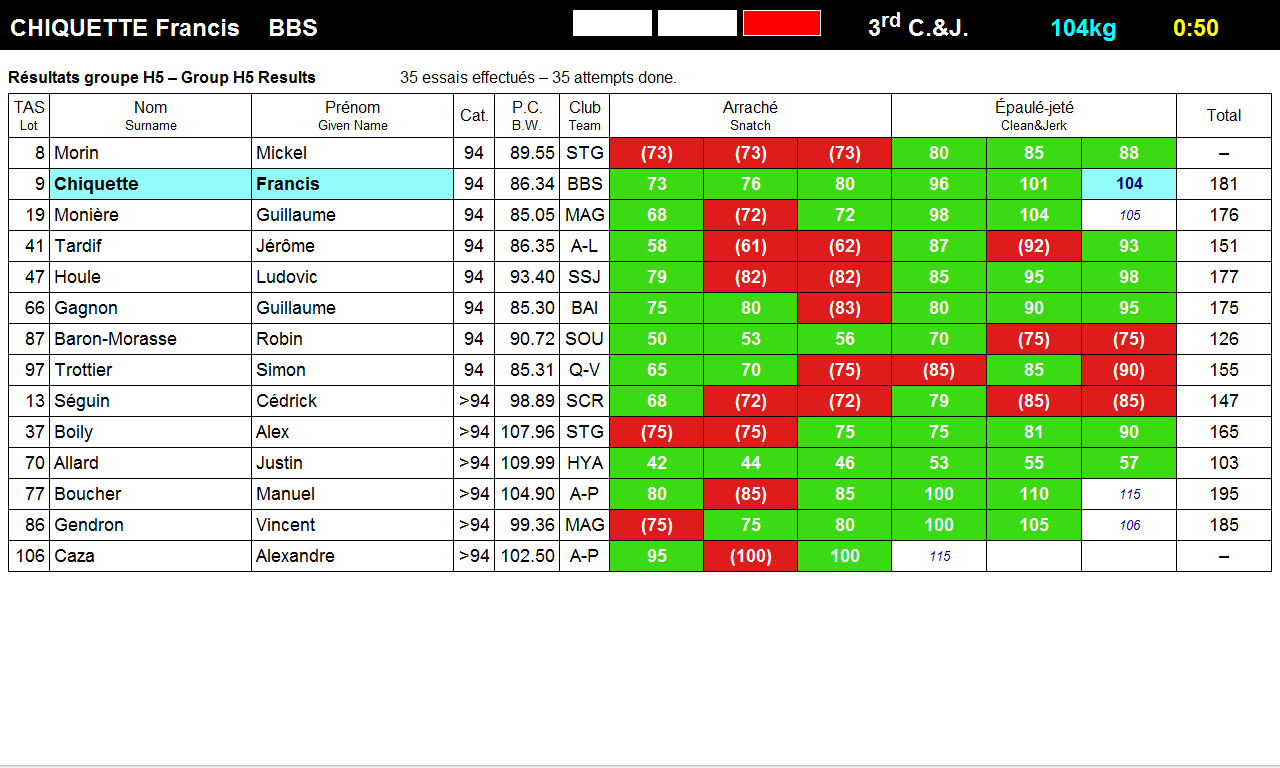 CHIQUETTE Francis BBS 3rd C.&J. 104kg 0:50
Résultats groupe H5 – Group H5 Results 35 essais effectués – 35 attempts done.
TAS Nom Prénom Cat. P.C. Club Arraché Épaulé-jeté Total
Lot Surname Given Name B.W. Team Snatch Clean&Jerk
8 Morin Mickel 94 89.55 STG (73) (73) (73) 80 85 88 –
9 Chiquette Francis 94 86.34 BBS 73 76 80 96 101 104 181
19 Monière Guillaume 94 85.05 MAG 68 (72) 72 98 104 105 176
41 Tardif Jérôme 94 86.35 A-L 58 (61) (62) 87 (92) 93 151
47 Houle Ludovic 94 93.40 SSJ 79 (82) (82) 85 95 98 177
66 Gagnon Guillaume 94 85.30 BAI 75 80 (83) 80 90 95 175
87 Baron-Morasse Robin 94 90.72 SOU 50 53 56 70 (75) (75) 126
97 Trottier Simon 94 85.31 Q-V 65 70 (75) (85) 85 (90) 155
13 Séguin Cédrick >94 98.89 SCR 68 (72) (72) 79 (85) (85) 147
37 Boily Alex >94 107.96 STG (75) (75) 75 75 81 90 165
70 Allard Justin >94 109.99 HYA 42 44 46 53 55 57 103
77 Boucher Manuel >94 104.90 A-P 80 (85) 85 100 110 115 195
86 Gendron Vincent >94 99.36 MAG (75) 75 80 100 105 106 185
106 Caza Alexandre >94 102.50 A-P 95 (100) 100 115 –